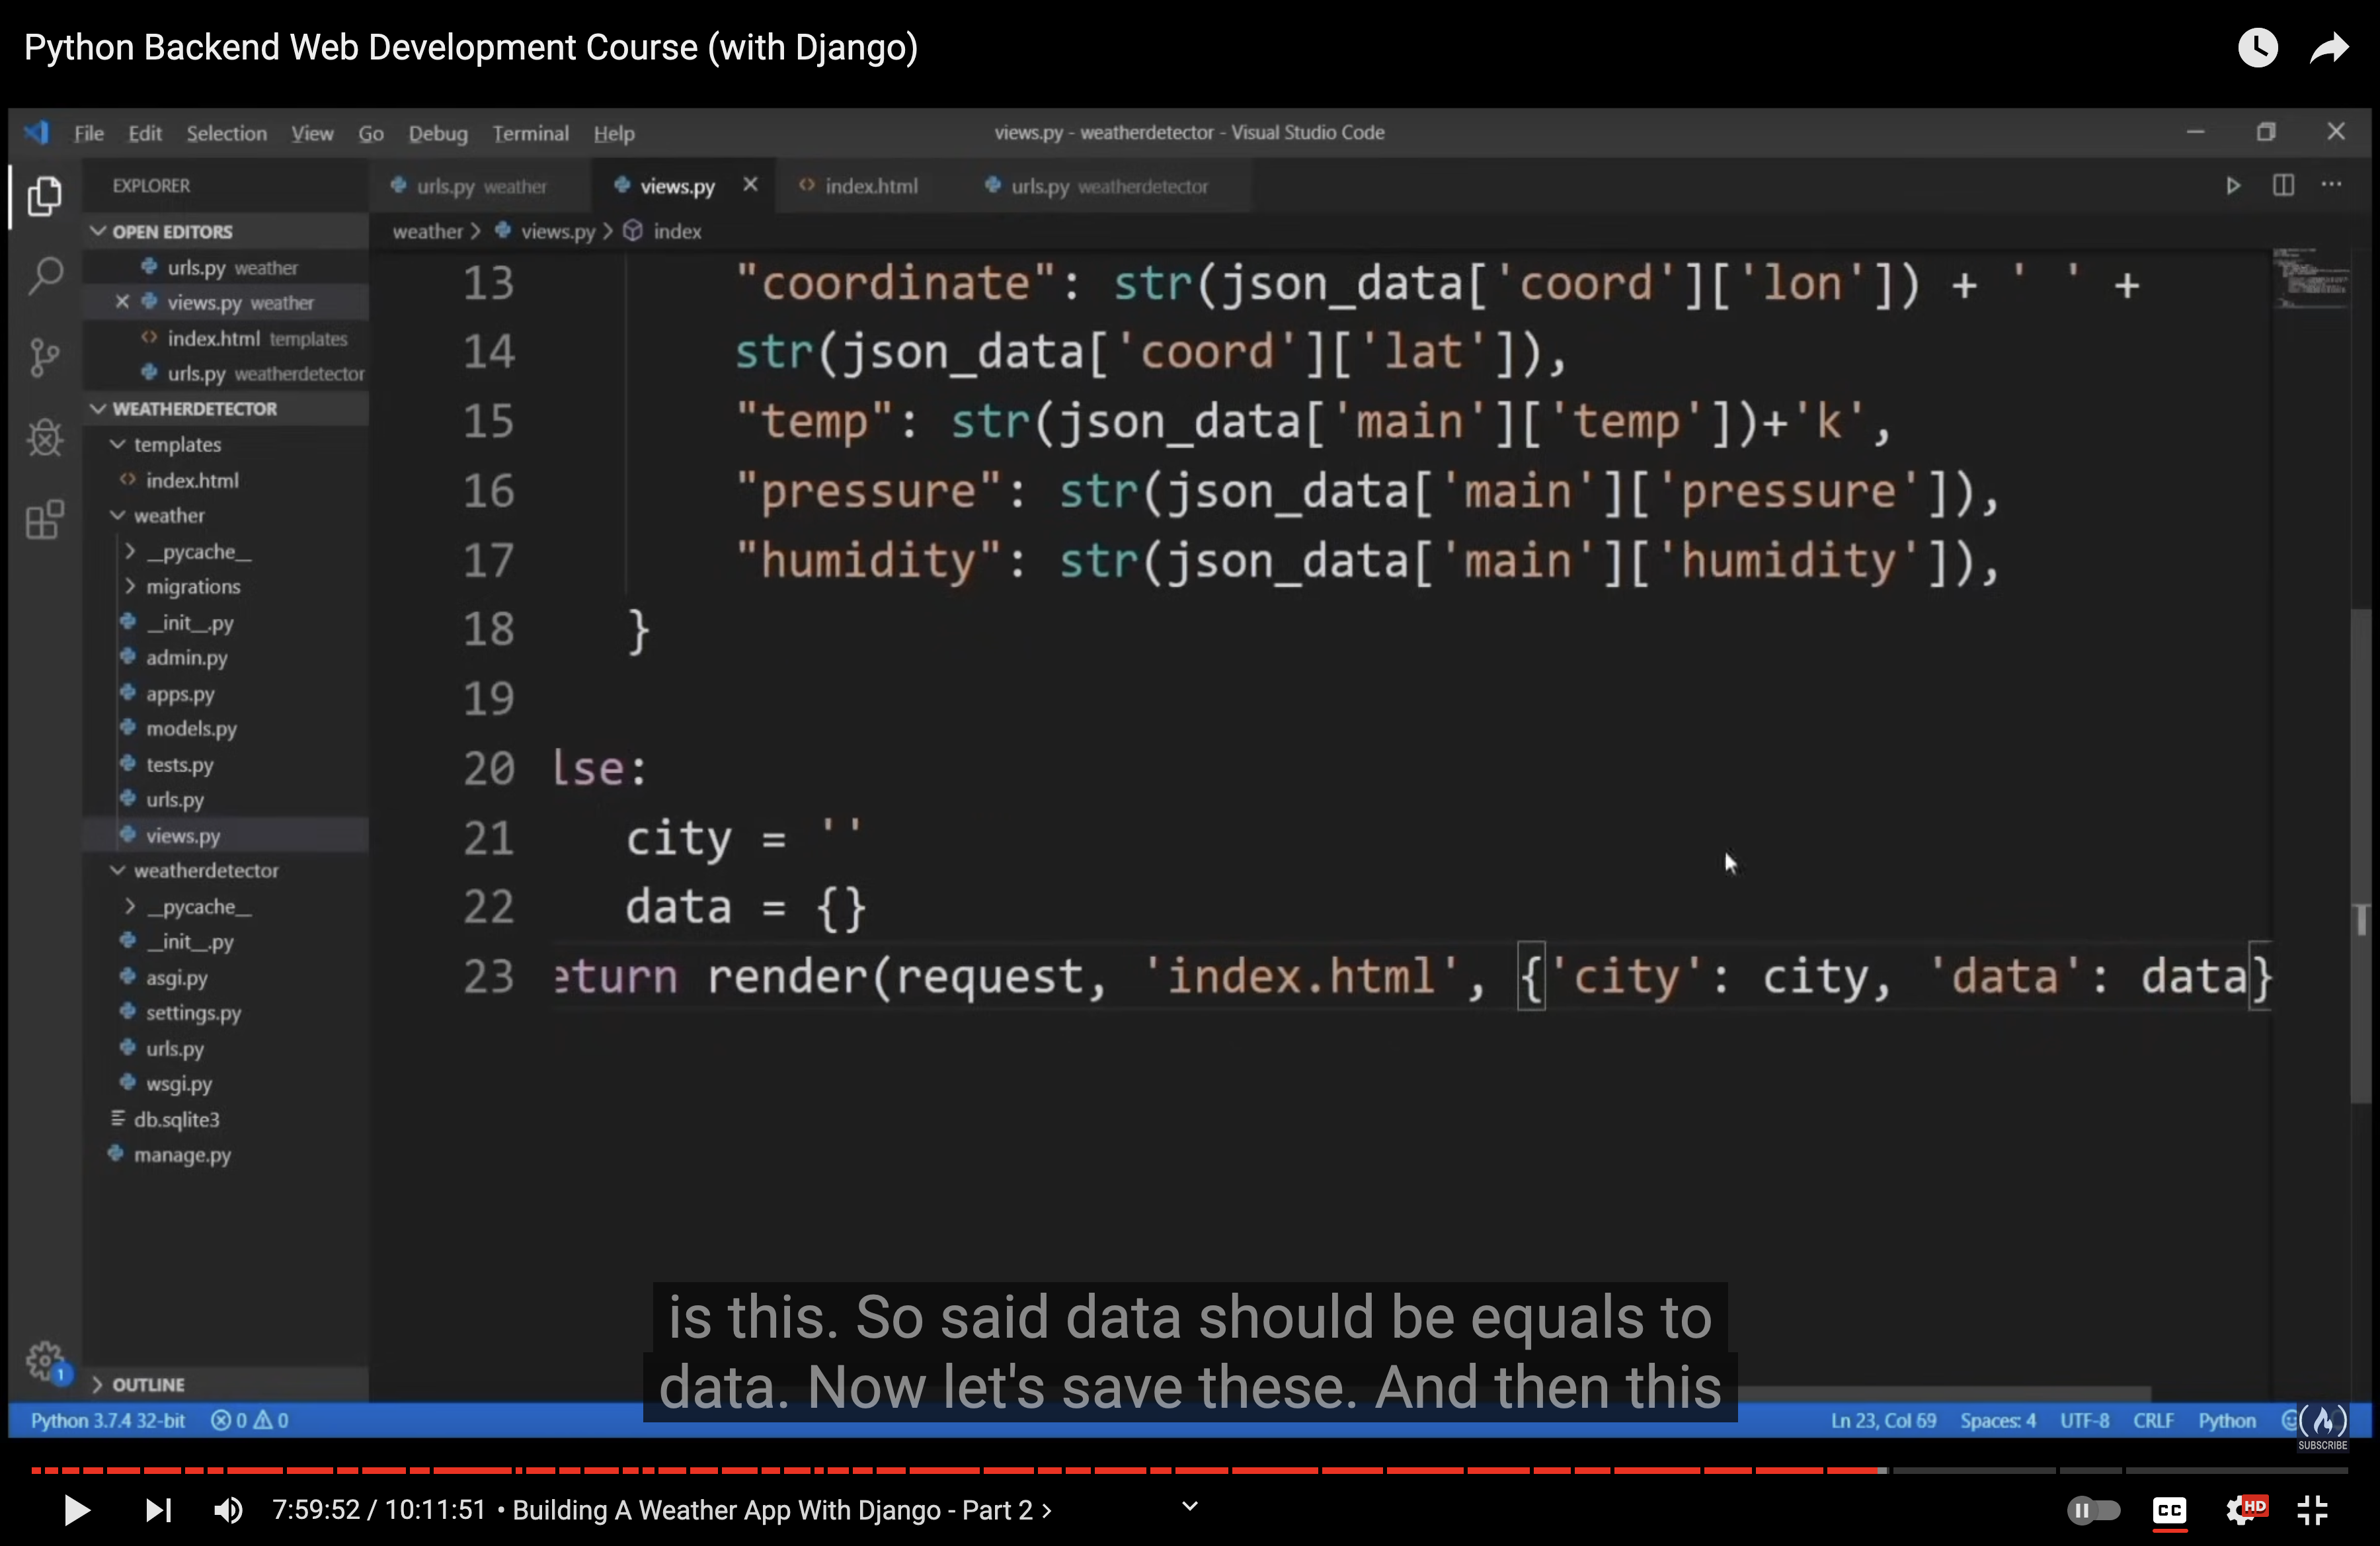 Python Backend Web Development Course (with Django)
File Edit Selection View Go Debug Terminal Help
views.py - weatherdetector - Visual Studio Code
EXPLORER
urls.py weather
views.py
index.html
urls.py weatherdetector
OPEN EDITORS
weather > views.py > index
urls.py weather
views.py weather
index.html templates
urls.py weatherdetector
WEATHERDETECTOR
templates
index.html
weather
__pycache__
migrations
__init__.py
admin.py
apps.py
models.py
tests.py
urls.py
views.py
weatherdetector
__pycache__
__init__.py
asgi.py
settings.py
urls.py
wsgi.py
db.sqlite3
manage.py
OUTLINE
13 "coordinate": str(json_data['coord']['lon']) + ' ' +
14 str(json_data['coord']['lat']),
15 "temp": str(json_data['main']['temp'])+'k',
16 "pressure": str(json_data['main']['pressure']),
17 "humidity": str(json_data['main']['humidity']),
18 }
19
20 lse:
21 city = ''
22 data = {}
23 eturn render(request, 'index.html', {'city': city, 'data': data}
is this. So said data should be equals to
data. Now let's save these. And then this
1
Python 3.7.4 32-bit 0 0
Ln 23, Col 69 Spaces: 4 UTF-8 CRLF Python
SUBSCRIBE
7:59:52 / 10:11:51 • Building A Weather App With Django - Part 2 >
CC
HD